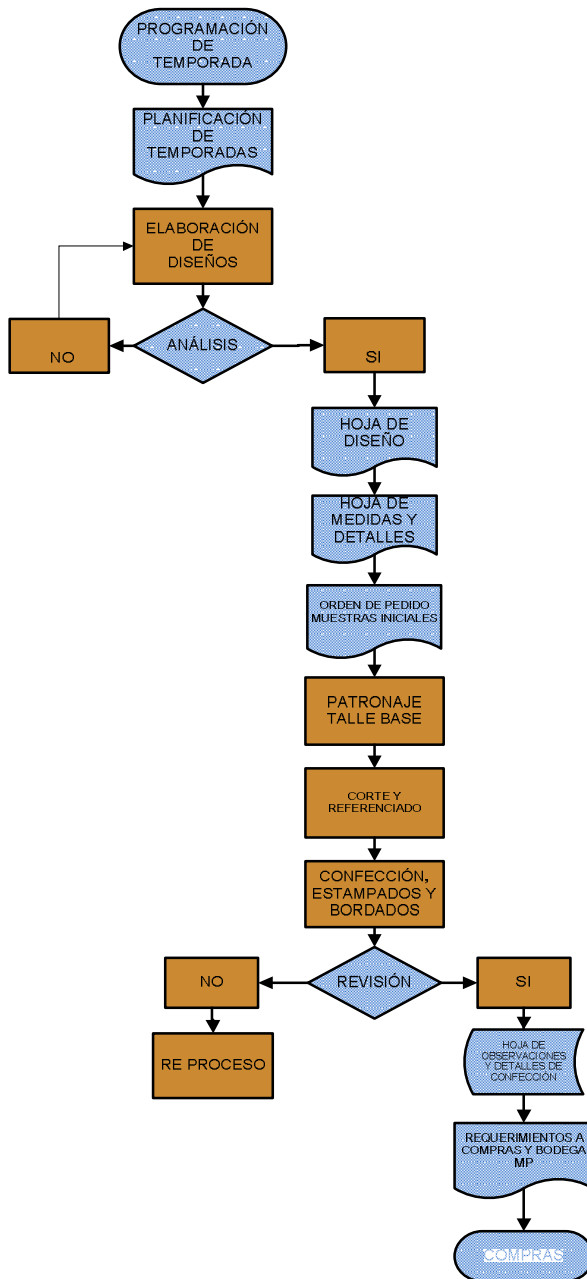 PROGRAMACIÓN
DE
TEMPORADA
PLANIFICACIÓN
DE
TEMPORADAS
ELABORACIÓN
DE
DISEÑOS
NO
ANÁLISIS
SI
HOJA DE
DISEÑO
HOJA DE
MEDIDAS Y
DETALLES
ORDEN DE PEDIDO
MUESTRAS INICIALES
PATRONAJE
TALLE BASE
CORTE Y
REFERENCIADO
CONFECCIÓN,
ESTAMPADOS Y
BORDADOS
NO
REVISIÓN
SI
RE PROCESO
HOJA DE
OBSERVACIONES
Y DETALLES DE
CONFECCIÓN
REQUERIMIENTOS A
COMPRAS Y BODEGA
MP
COMPRAS